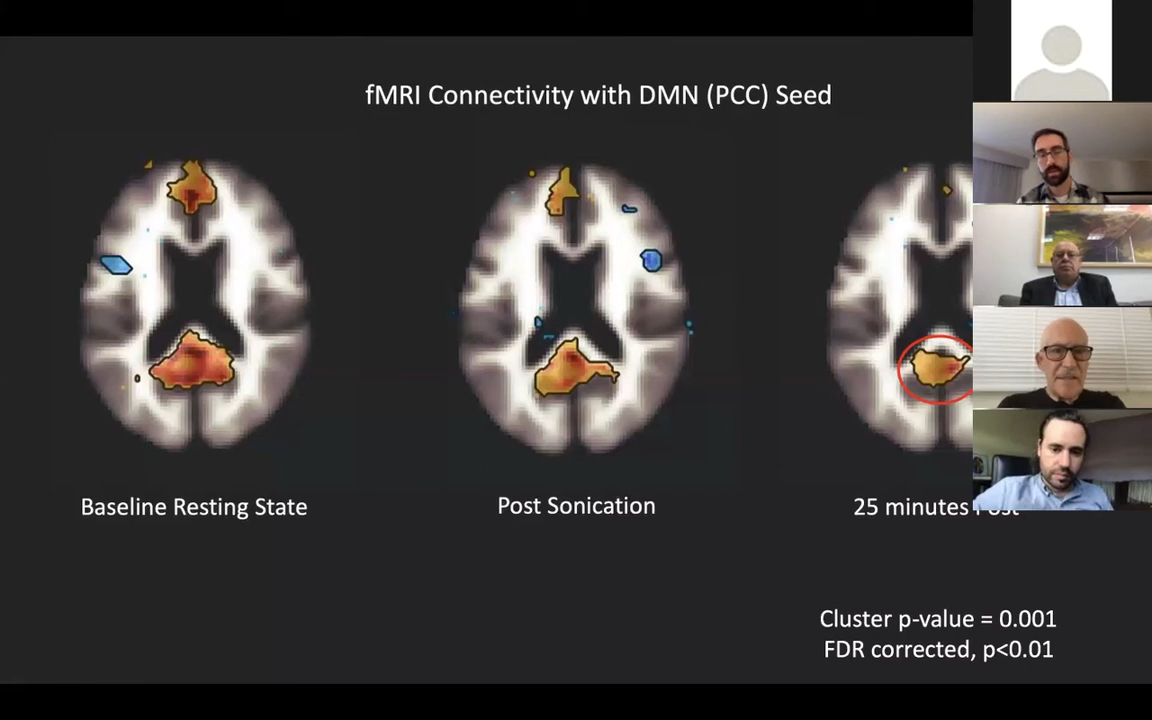 fMRI Connectivity with DMN (PCC) Seed
Baseline Resting State
Post Sonication
25 minutes Post
Cluster p-value = 0.001
FDR corrected, p<0.01